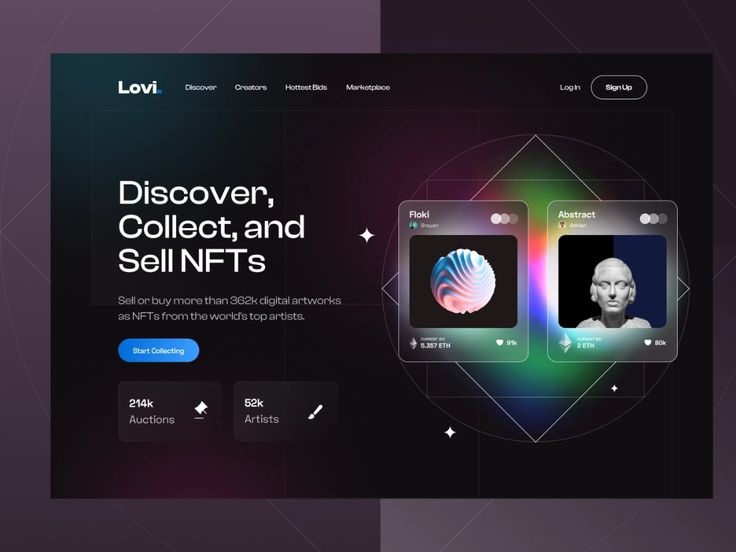 Lovi.
Discover Creators Hottest Bids Marketplace
Log In
Sign Up
Discover,
Collect, and
Sell NFTs
Sell or buy more than 362k digital artworks
as NFTs from the world's top artists.
Start Collecting
214k
Auctions
52k
Artists
Floki
Brayan
CURRENT BID
5.357 ETH
91k
Abstract
Adrian
CURRENT BID
2 ETH
80k